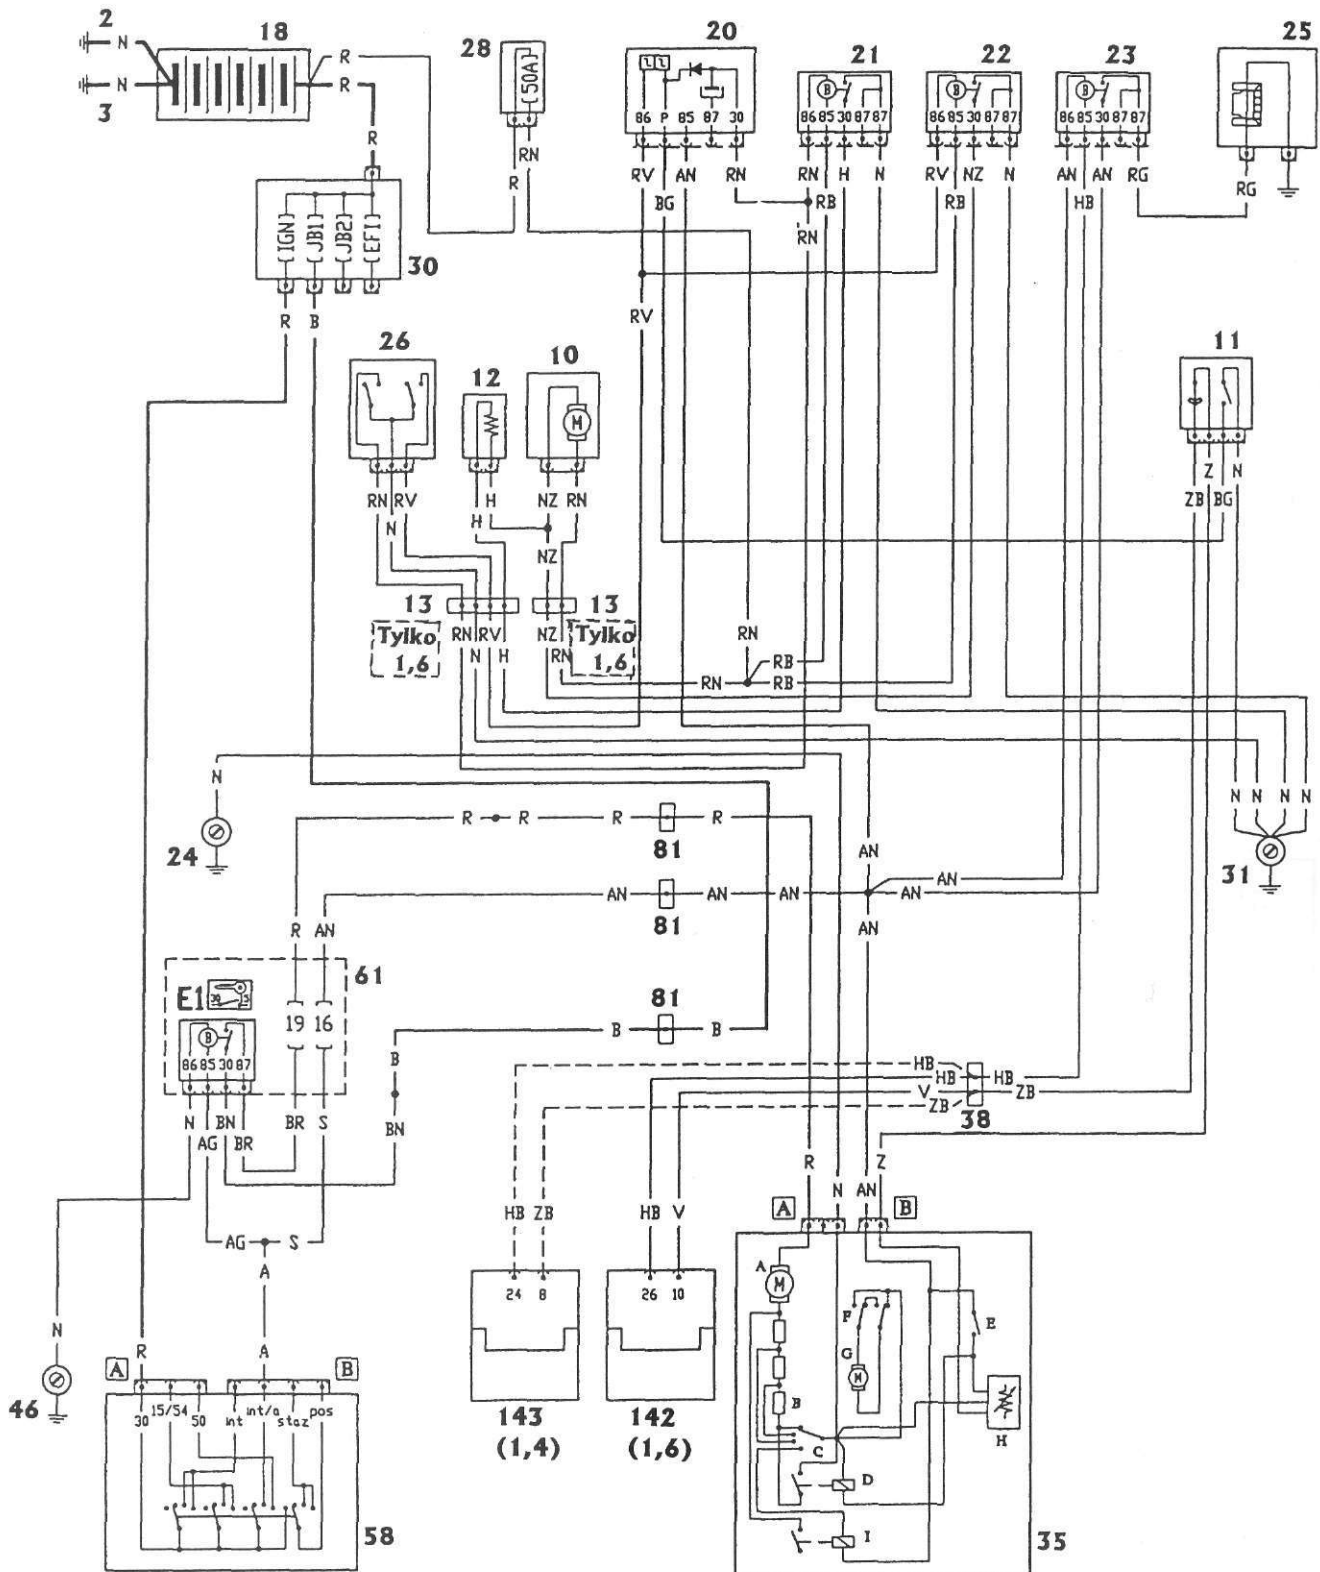 2 N 18 R
3 N R
R
28 (50A)
R RN
20
86 P 85 87 30
RV BG AN RN
21
B
86 85 30 87 87
RN RB H N
RN
22
B
86 85 30 87 87
RV RB NZ N
23
B
86 85 30 87 87
AN HB AN RG
25
RG
(IGN) (JB1) (JB2) (EFI)
30
R B
RV
26
RN RV
N
12
H
H
10
M
NZ RN
NZ
11
Z N
ZB BG
13 13
Tylko
1,6
RN RV
N H
NZ
RN
Tylko
1,6
RN
RB
RN RB
N
24
R R R R
81
AN
AN AN AN AN
AN
AN
81
N N N N
31
R AN
61
E1
30
B
19 16
86 85 30 87
81
B B
B
BN
N BN BR S
AG BR
HB
HB HB
V ZB
ZB
38
AG S
A
N
46
HB ZB
24 8
143
(1,4)
HB V
26 10
142
(1,6)
R N AN Z
A B
A M
F
G M
E
B
C
H
D
I
35
R A
A B
30 15/54 50 int int/a staz pos
58